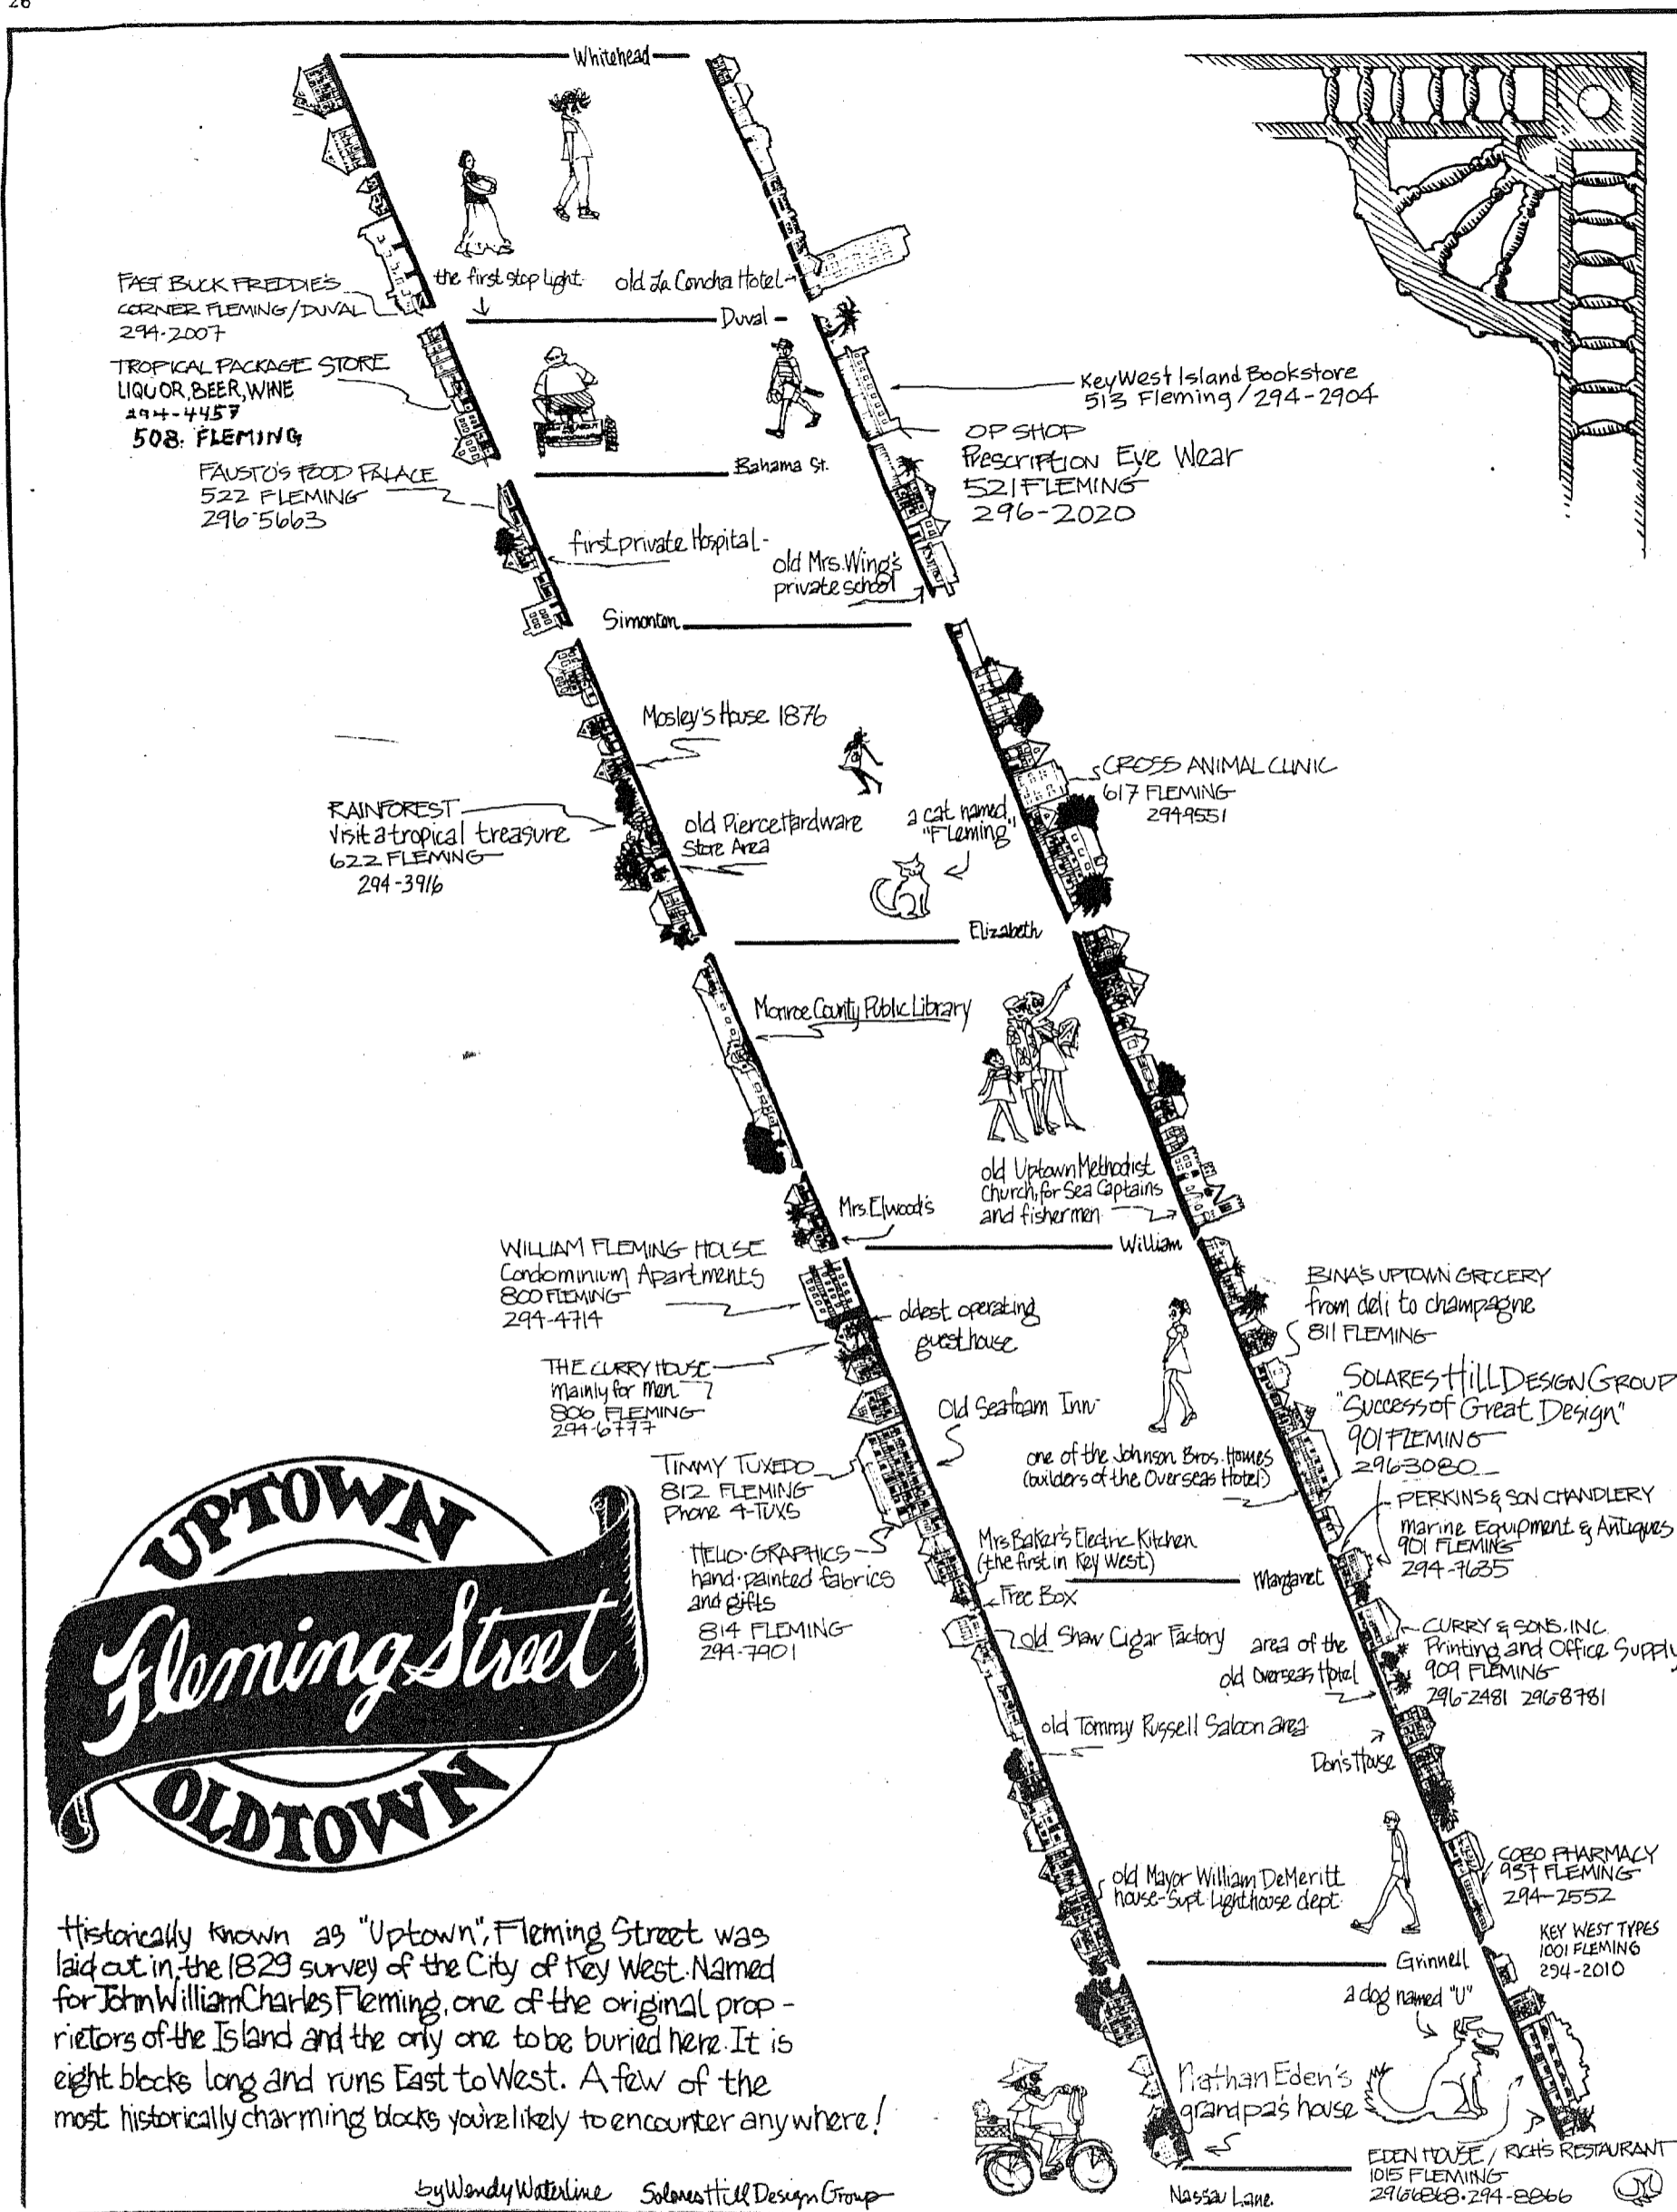 26
Whitehead
the first stop light
old La Concha Hotel
FAST BUCK FREDDIE'S
CORNER FLEMING/DUVAL
294-2007
Duval
TROPICAL PACKAGE STORE
LIQUOR, BEER, WINE
294-4457
508 FLEMING
Key West Island Bookstore
513 Fleming/294-2904
OP SHOP
Prescription Eye Wear
521 FLEMING
296-2020
Bahama St.
FAUSTO'S FOOD PALACE
522 FLEMING
296-5663
first private Hospital
old Mrs. Wing's
private school
Simonton
Mosley's House 1876
CROSS ANIMAL CLINIC
617 FLEMING
294-9551
RAINFOREST
Visit a tropical treasure
622 FLEMING
294-3916
old Pierce Hardware
Store Area
a cat named
"Fleming"
Elizabeth
Monroe County Public Library
old Uptown Methodist
Church, for Sea Captains
and fishermen
Mrs. Elwood's
William
WILLIAM FLEMING HOUSE
Condominium Apartments
800 FLEMING
294-4714
oldest operating
guest house
BINA'S UPTOWN GROCERY
from deli to champagne
811 FLEMING
THE CURRY HOUSE
mainly for men
806 FLEMING
294-6777
Old Seafoam Inn
SOLARES HILL DESIGN GROUP
"Success of Great Design"
901 FLEMING
296-3080
one of the Johnson Bros. Homes
(builders of the Overseas Hotel)
TIMMY TUXEDO
812 FLEMING
Phone 4-TUXS
PERKINS & SON CHANDLERY
marine Equipment & Antiques
901 FLEMING
294-7635
HELIO-GRAPHICS
hand-painted fabrics
and gifts
814 FLEMING
294-7901
Mrs Baker's Electric Kitchen
(the first in Key West)
Margaret
Free Box
old Shaw Cigar Factory
area of the
old Overseas Hotel
CURRY & SONS, INC.
Printing and Office Supply
909 FLEMING
296-2481 296-8781
old Tommy Russell Saloon area
Don's House
UPTOWN
Fleming Street
OLDTOWN
old Mayor William DeMeritt
house-Supt. Lighthouse dept.
COBO PHARMACY
937 FLEMING
294-2552
KEY WEST TYPES
1001 FLEMING
294-2010
Grinnell
a dog named "U"
Nathan Eden's
grandpa's house
EDEN HOUSE / RICH'S RESTAURANT
1015 FLEMING
296-6868 · 294-8866
Nassau Lane
Historically known as "Uptown", Fleming Street was
laid out in the 1829 survey of the City of Key West. Named
for John William Charles Fleming, one of the original prop-
rietors of the Island and the only one to be buried here. It is
eight blocks long and runs East to West. A few of the
most historically charming blocks you're likely to encounter anywhere!
by Wendy Waterline Solares Hill Design Group